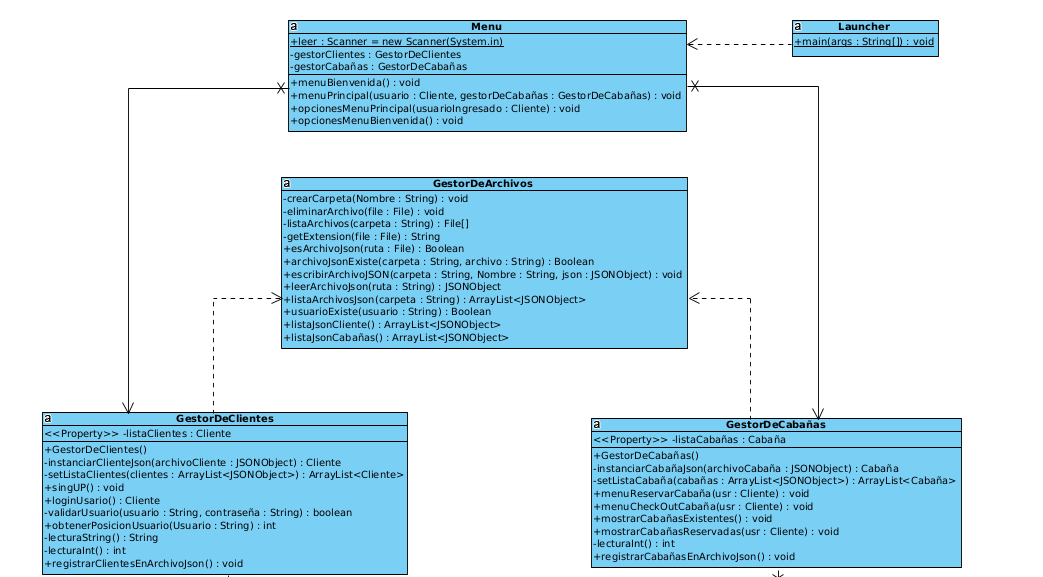 a Menu
+leer : Scanner = new Scanner(System.in)
-gestorClientes : GestorDeClientes
-gestorCabañas : GestorDeCabañas
+menuBienvenida() : void
+menuPrincipal(usuario : Cliente, gestorDeCabañas : GestorDeCabañas) : void
+opcionesMenuPrincipal(usuarioIngresado : Cliente) : void
+opcionesMenuBienvenida() : void
a Launcher
+main(args : String[]) : void
a GestorDeArchivos
-crearCarpeta(Nombre : String) : void
-eliminarArchivo(file : File) : void
-listaArchivos(carpeta : String) : File[]
-getExtension(file : File) : String
+esArchivoJson(ruta : File) : Boolean
+archivoJsonExiste(carpeta : String, archivo : String) : Boolean
+escribirArchivoJSON(carpeta : String, Nombre : String, json : JSONObject) : void
+leerArchivoJson(ruta : String) : JSONObject
+listaArchivosJson(carpeta : String) : ArrayList<JSONObject>
+usuarioExiste(usuario : String) : Boolean
+listaJsonCliente() : ArrayList<JSONObject>
+listaJsonCabañas() : ArrayList<JSONObject>
a GestorDeClientes
<<Property>> -listaClientes : Cliente
+GestorDeClientes()
-instanciarClienteJson(archivoCliente : JSONObject) : Cliente
-setListaClientes(clientes : ArrayList<JSONObject>) : ArrayList<Cliente>
+singUP() : void
+loginUsario() : Cliente
-validarUsuario(usuario : String, contraseña : String) : boolean
+obtenerPosicionUsuario(Usuario : String) : int
-lecturaString() : String
-lecturaInt() : int
+registrarClientesEnArchivoJson() : void
a GestorDeCabañas
<<Property>> -listaCabañas : Cabaña
+GestorDeCabañas()
-instanciarCabañaJson(archivoCabaña : JSONObject) : Cabaña
-setListaCabaña(cabañas : ArrayList<JSONObject>) : ArrayList<Cabaña>
+menuReservarCabaña(usr : Cliente) : void
+menuCheckOutCabaña(usr : Cliente) : void
+mostrarCabañasExistentes() : void
+mostrarCabañasReservadas(usr : Cliente) : void
-lecturaInt() : int
+registrarCabañasEnArchivoJson() : void